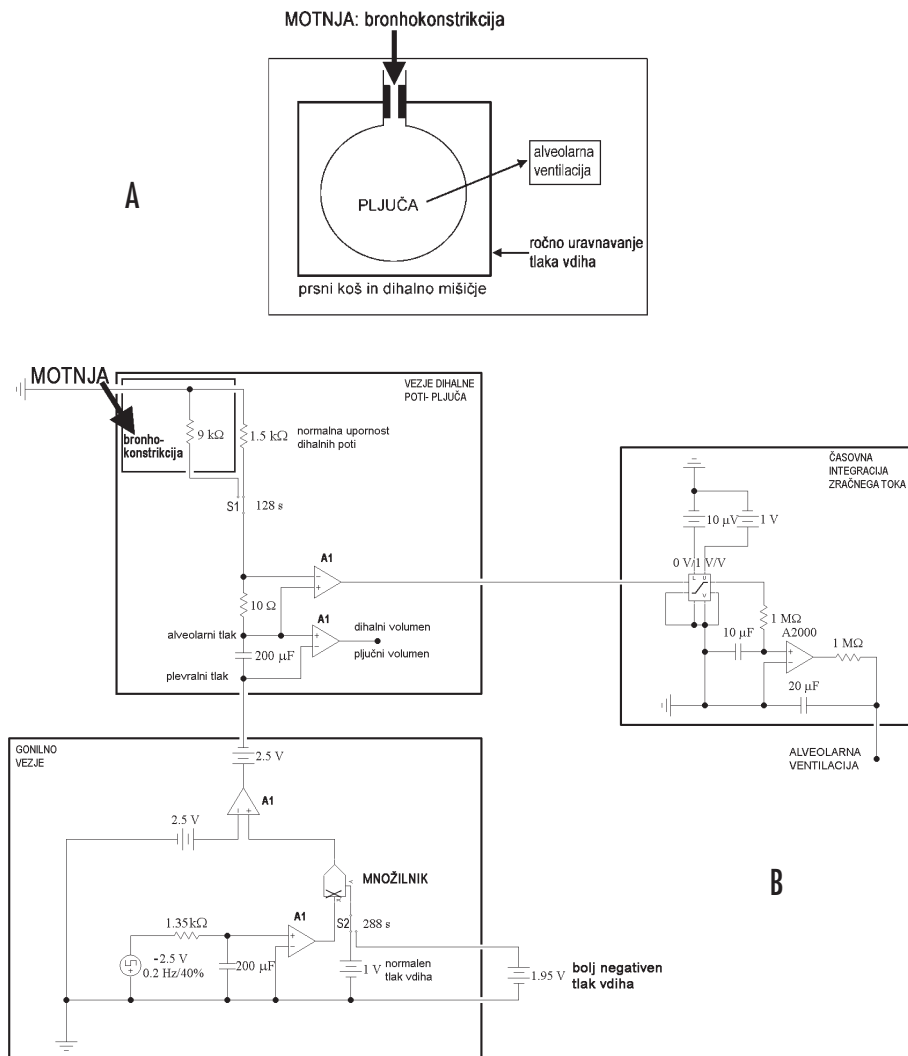 MOTNJA: bronhokonstrikcija
A
PLJUČA
alveolarna
ventilacija
ročno uravnavanje
tlaka vdiha
prsni koš in dihalno mišičje
MOTNJA
VEZJE DIHALNE
POTI- PLJUČA
bronho-
konstrikcija
9 kΩ
1.5 kΩ
normalna upornost
dihalnih poti
S1
128 s
A1
10 Ω
alveolarni tlak
A1
dihalni volumen
pljučni volumen
200 µF
plevralni tlak
ČASOVNA
INTEGRACIJA
ZRAČNEGA TOKA
10 µV
1 V
0 V/1 V/V
L U
V
1 MΩ
10 µF
A2000
1 MΩ
20 µF
ALVEOLARNA
VENTILACIJA
GONILNO
VEZJE
2.5 V
A1
2.5 V
MNOŽILNIK
1.35kΩ
A1
S2
288 s
-2.5 V
0.2 Hz/40%
200 µF
1 V
normalen
tlak vdiha
1.95 V
bolj negativen
tlak vdiha
B